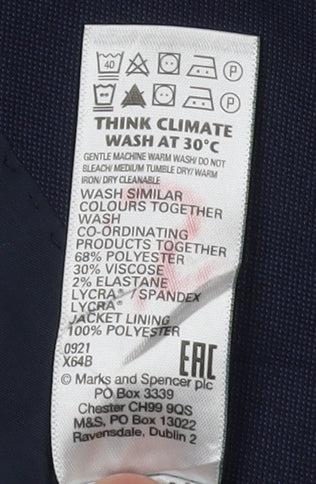 40 P
P
THINK CLIMATE
WASH AT 30°C
GENTLE MACHINE WARM WASH/ DO NOT
BLEACH/ MEDIUM TUMBLE DRY/ WARM
IRON/ DRY CLEANABLE
WASH SIMILAR
COLOURS TOGETHER
WASH
CO-ORDINATING
PRODUCTS TOGETHER
68% POLYESTER
30% VISCOSE
2% ELASTANE
LYCRA® / SPANDEX
LYCRA®
JACKET LINING
100% POLYESTER
0921
X64B EAC
© Marks and Spencer plc
PO Box 3339
Chester CH99 9QS
M&S, PO Box 13022
Ravensdale, Dublin 2